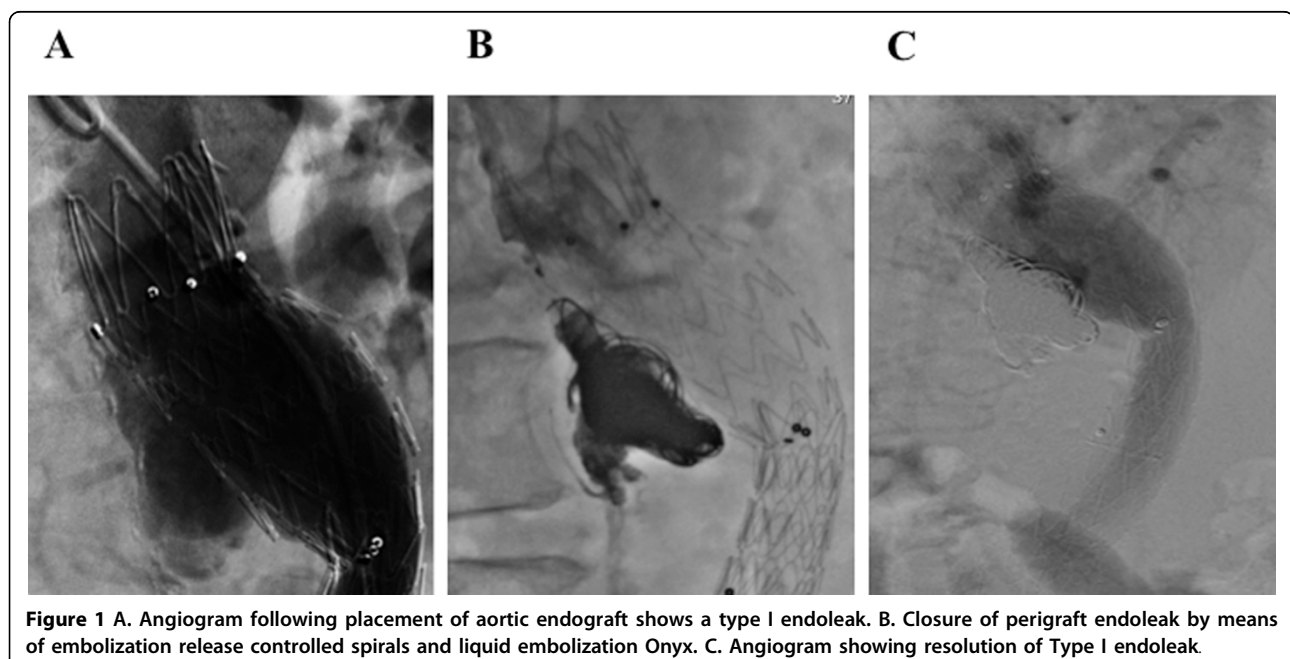 A
B
C
Figure 1 A. Angiogram following placement of aortic endograft shows a type I endoleak. B. Closure of perigraft endoleak by means
of embolization release controlled spirals and liquid embolization Onyx. C. Angiogram showing resolution of Type I endoleak.